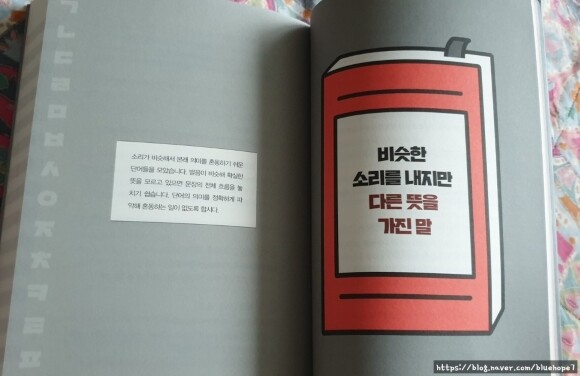 ㄱ
ㄴ
ㄷ
ㄹ
ㅁ
ㅂ
ㅅ
ㅇ
ㅈ
ㅊ
ㅋ
ㅌ
ㅍ
소리가 비슷해서 본래 의미를 혼동하기 쉬운
단어들을 모았습니다. 발음이 비슷해 확실한
뜻을 모르고 있으면 문장의 전체 흐름을 놓
치기 쉽습니다. 단어의 의미를 정확하게 파
악해 혼동하는 일이 없도록 합시다.
비슷한
소리를 내지만
다른 뜻을
가진 말
https://blog.naver.com/bluehope7